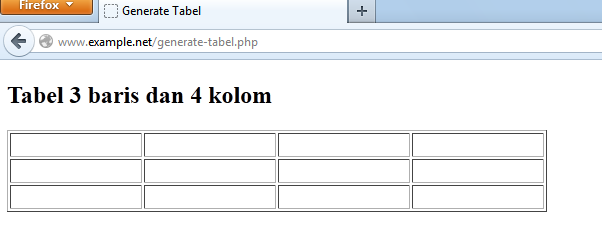 Firefox
Generate Tabel
www.example.net/generate-tabel.php
Tabel 3 baris dan 4 kolom